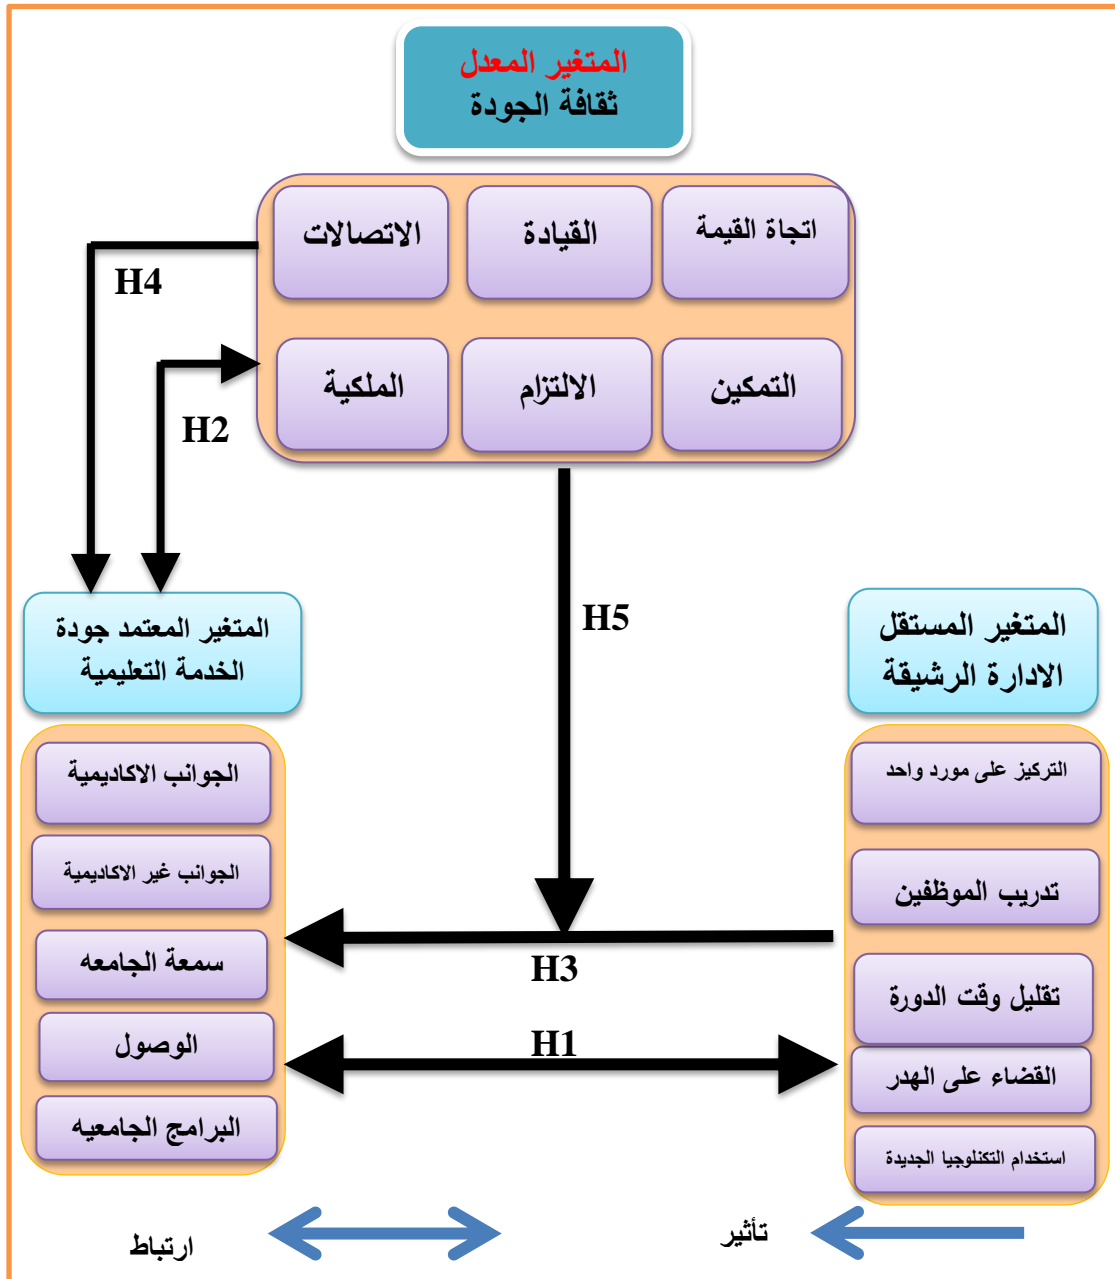 المتغير المعدل
ثقافة الجودة
اتجاة القيمة
القيادة
الاتصالات
التمكين
الالتزام
الملكية
H4
H2
H5
المتغير المستقل
الادارة الرشيقة
المتغير المعتمد جودة
الخدمة التعليمية
التركيز على مورد واحد
تدريب الموظفين
تقليل وقت الدورة
القضاء على الهدر
استخدام التكنلوجيا الجديدة
الجوانب الاكاديمية
الجوانب غير الاكاديمية
سمعة الجامعه
الوصول
البرامج الجامعيه
H3
H1
تأثير
ارتباط